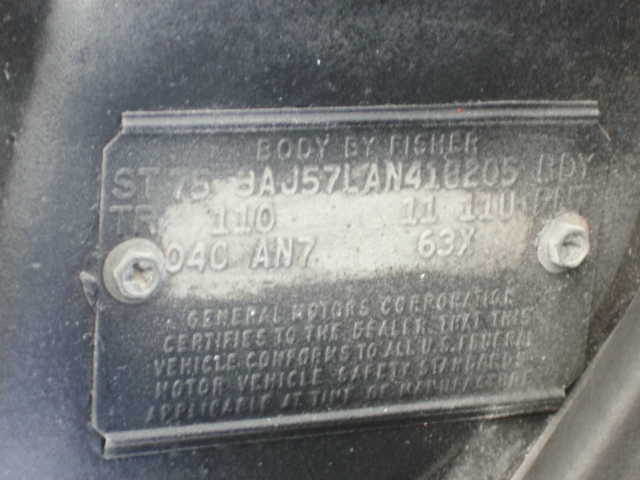 BODY BY FISHER
ST 75 3AJ57LAN418205 BDY
TR 110 11 11U PNT
04C AN7 63X
GENERAL MOTORS CORPORATION
CERTIFIES TO THE DEALER THAT THIS
VEHICLE CONFORMS TO ALL U.S. FEDERAL
MOTOR VEHICLE SAFETY STANDARDS
APPLICABLE AT TIME OF MANUFACTURE